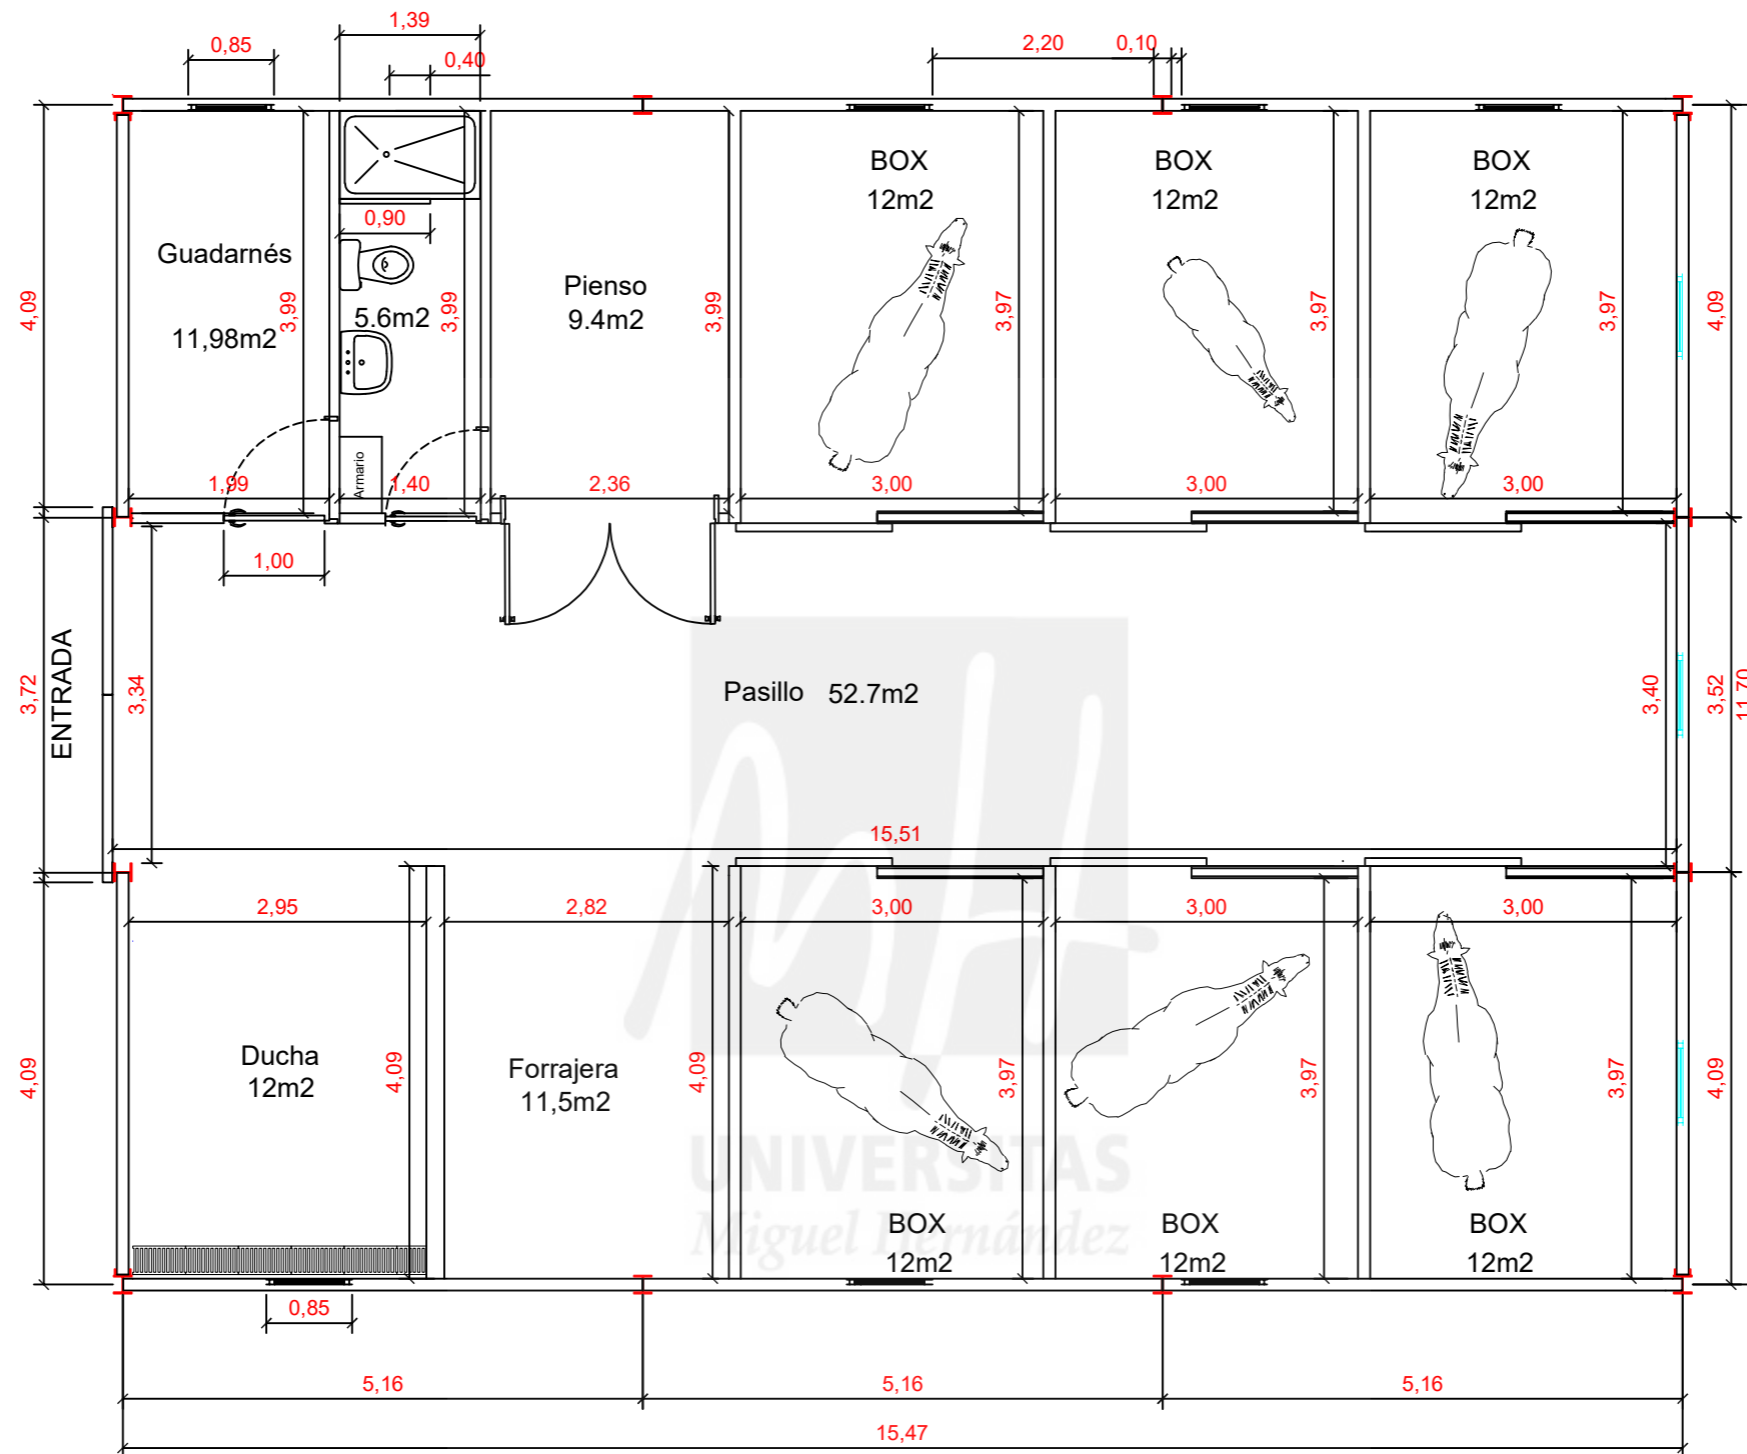 1,39
0,85
0,40
2,20
0,10
BOX
12m2
BOX
12m2
BOX
12m2
0,90
Guadarnés
11,98m2
5.6m2
Pienso
9.4m2
4,09
3,99
3,99
3,99
3,97
3,97
3,97
4,09
Armario
1,99
1,40
2,36
3,00
3,00
3,00
1,00
ENTRADA
3,72
3,34
Pasillo 52.7m2
3,40
3,52
11,70
15,51
2,95
2,82
3,00
3,00
3,00
Ducha
12m2
Forrajera
11,5m2
4,09
4,09
4,09
3,97
3,97
3,97
4,09
UNIVERSITAS
Miguel Hernández
BOX
12m2
BOX
12m2
BOX
12m2
0,85
5,16
5,16
5,16
15,47